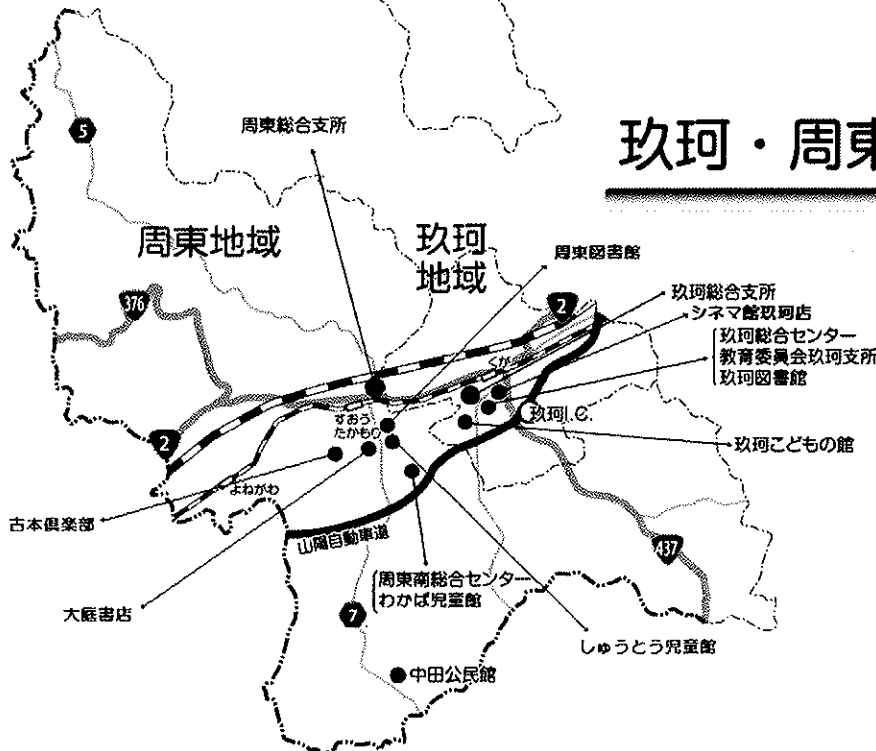 玖珂・周東
5
周東総合支所
周東地域
玖珂
地域
周東図書館
376
2
玖珂総合支所
シネマ館玖珂店
玖珂総合センター
教育委員会玖珂支所
玖珂図書館
くが
玖珂I.C.
すおう
たかもり
玖珂こどもの館
2
よねがわ
古本倶楽部
山陽自動車道
437
大庭書店
周東南総合センター
わかば児童館
7
しゅうとう児童館
中田公民館